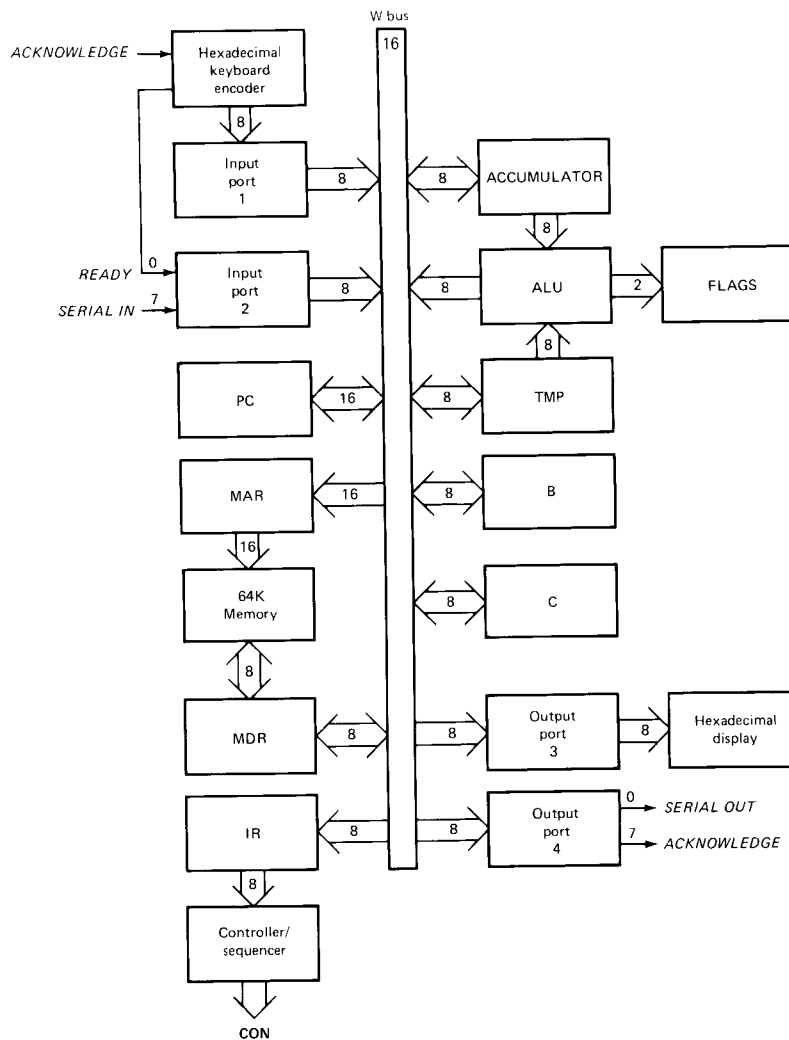 W bus
16
ACKNOWLEDGE
Hexadecimal
keyboard
encoder
8
Input
port
1
8
8
ACCUMULATOR
8
READY
0
SERIAL IN
7
Input
port
2
8
8
ALU
2
FLAGS
8
PC
16
8
TMP
MAR
16
8
B
16
64K
Memory
8
C
8
MDR
8
8
Output
port
3
8
Hexadecimal
display
IR
8
8
Output
port
4
0
SERIAL OUT
7
ACKNOWLEDGE
8
Controller/
sequencer
CON